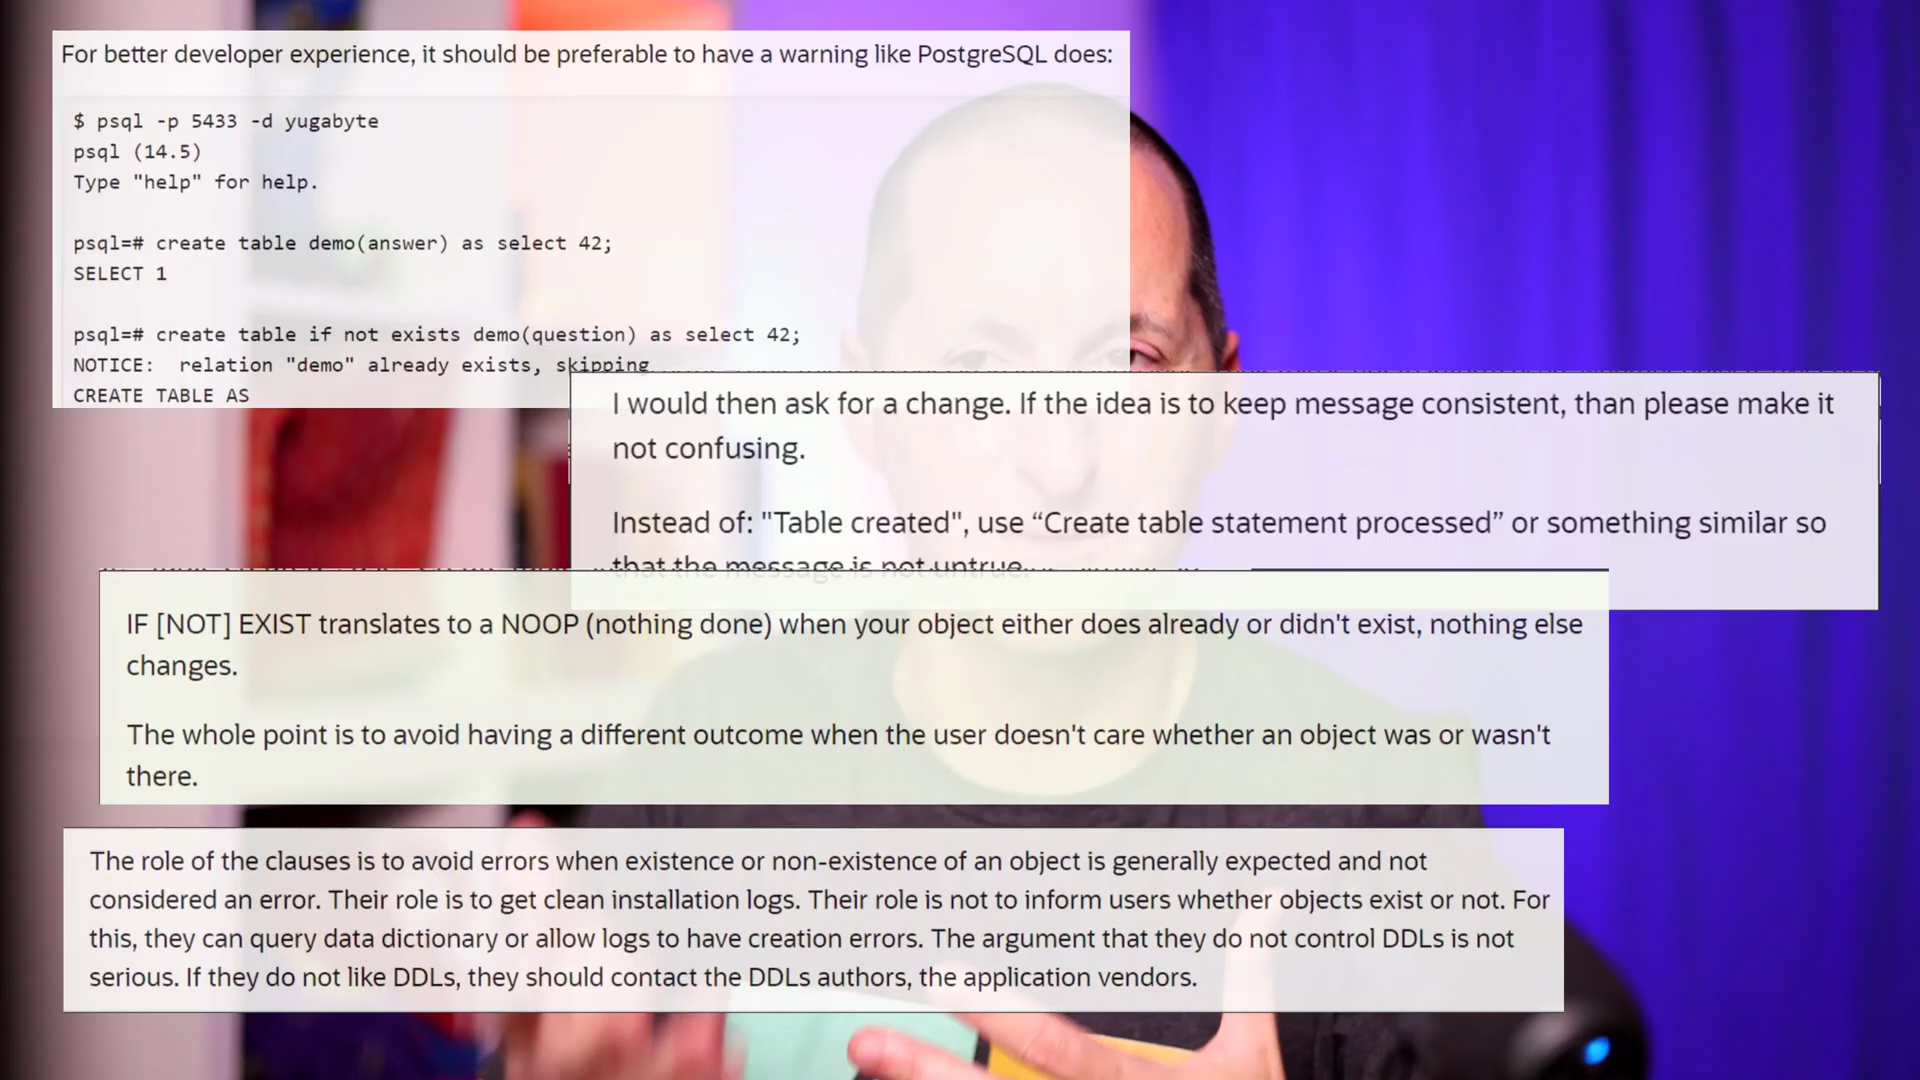 For better developer experience, it should be preferable to have a warning like PostgreSQL does:
$ psql -p 5433 -d yugabyte
psql (14.5)
Type "help" for help.
psql=# create table demo(answer) as select 42;
SELECT 1
psql=# create table if not exists demo(question) as select 42;
NOTICE:  relation "demo" already exists, skipping
CREATE TABLE AS
I would then ask for a change. If the idea is to keep message consistent, than please make it
not confusing.
Instead of: "Table created", use “Create table statement processed” or something similar so
that the message is not untrue.
IF [NOT] EXIST translates to a NOOP (nothing done) when your object either does already or didn't exist, nothing else
changes.
The whole point is to avoid having a different outcome when the user doesn't care whether an object was or wasn't
there.
The role of the clauses is to avoid errors when existence or non-existence of an object is generally expected and not
considered an error. Their role is to get clean installation logs. Their role is not to inform users whether objects exist or not. For
this, they can query data dictionary or allow logs to have creation errors. The argument that they do not control DDLs is not
serious. If they do not like DDLs, they should contact the DDLs authors, the application vendors.